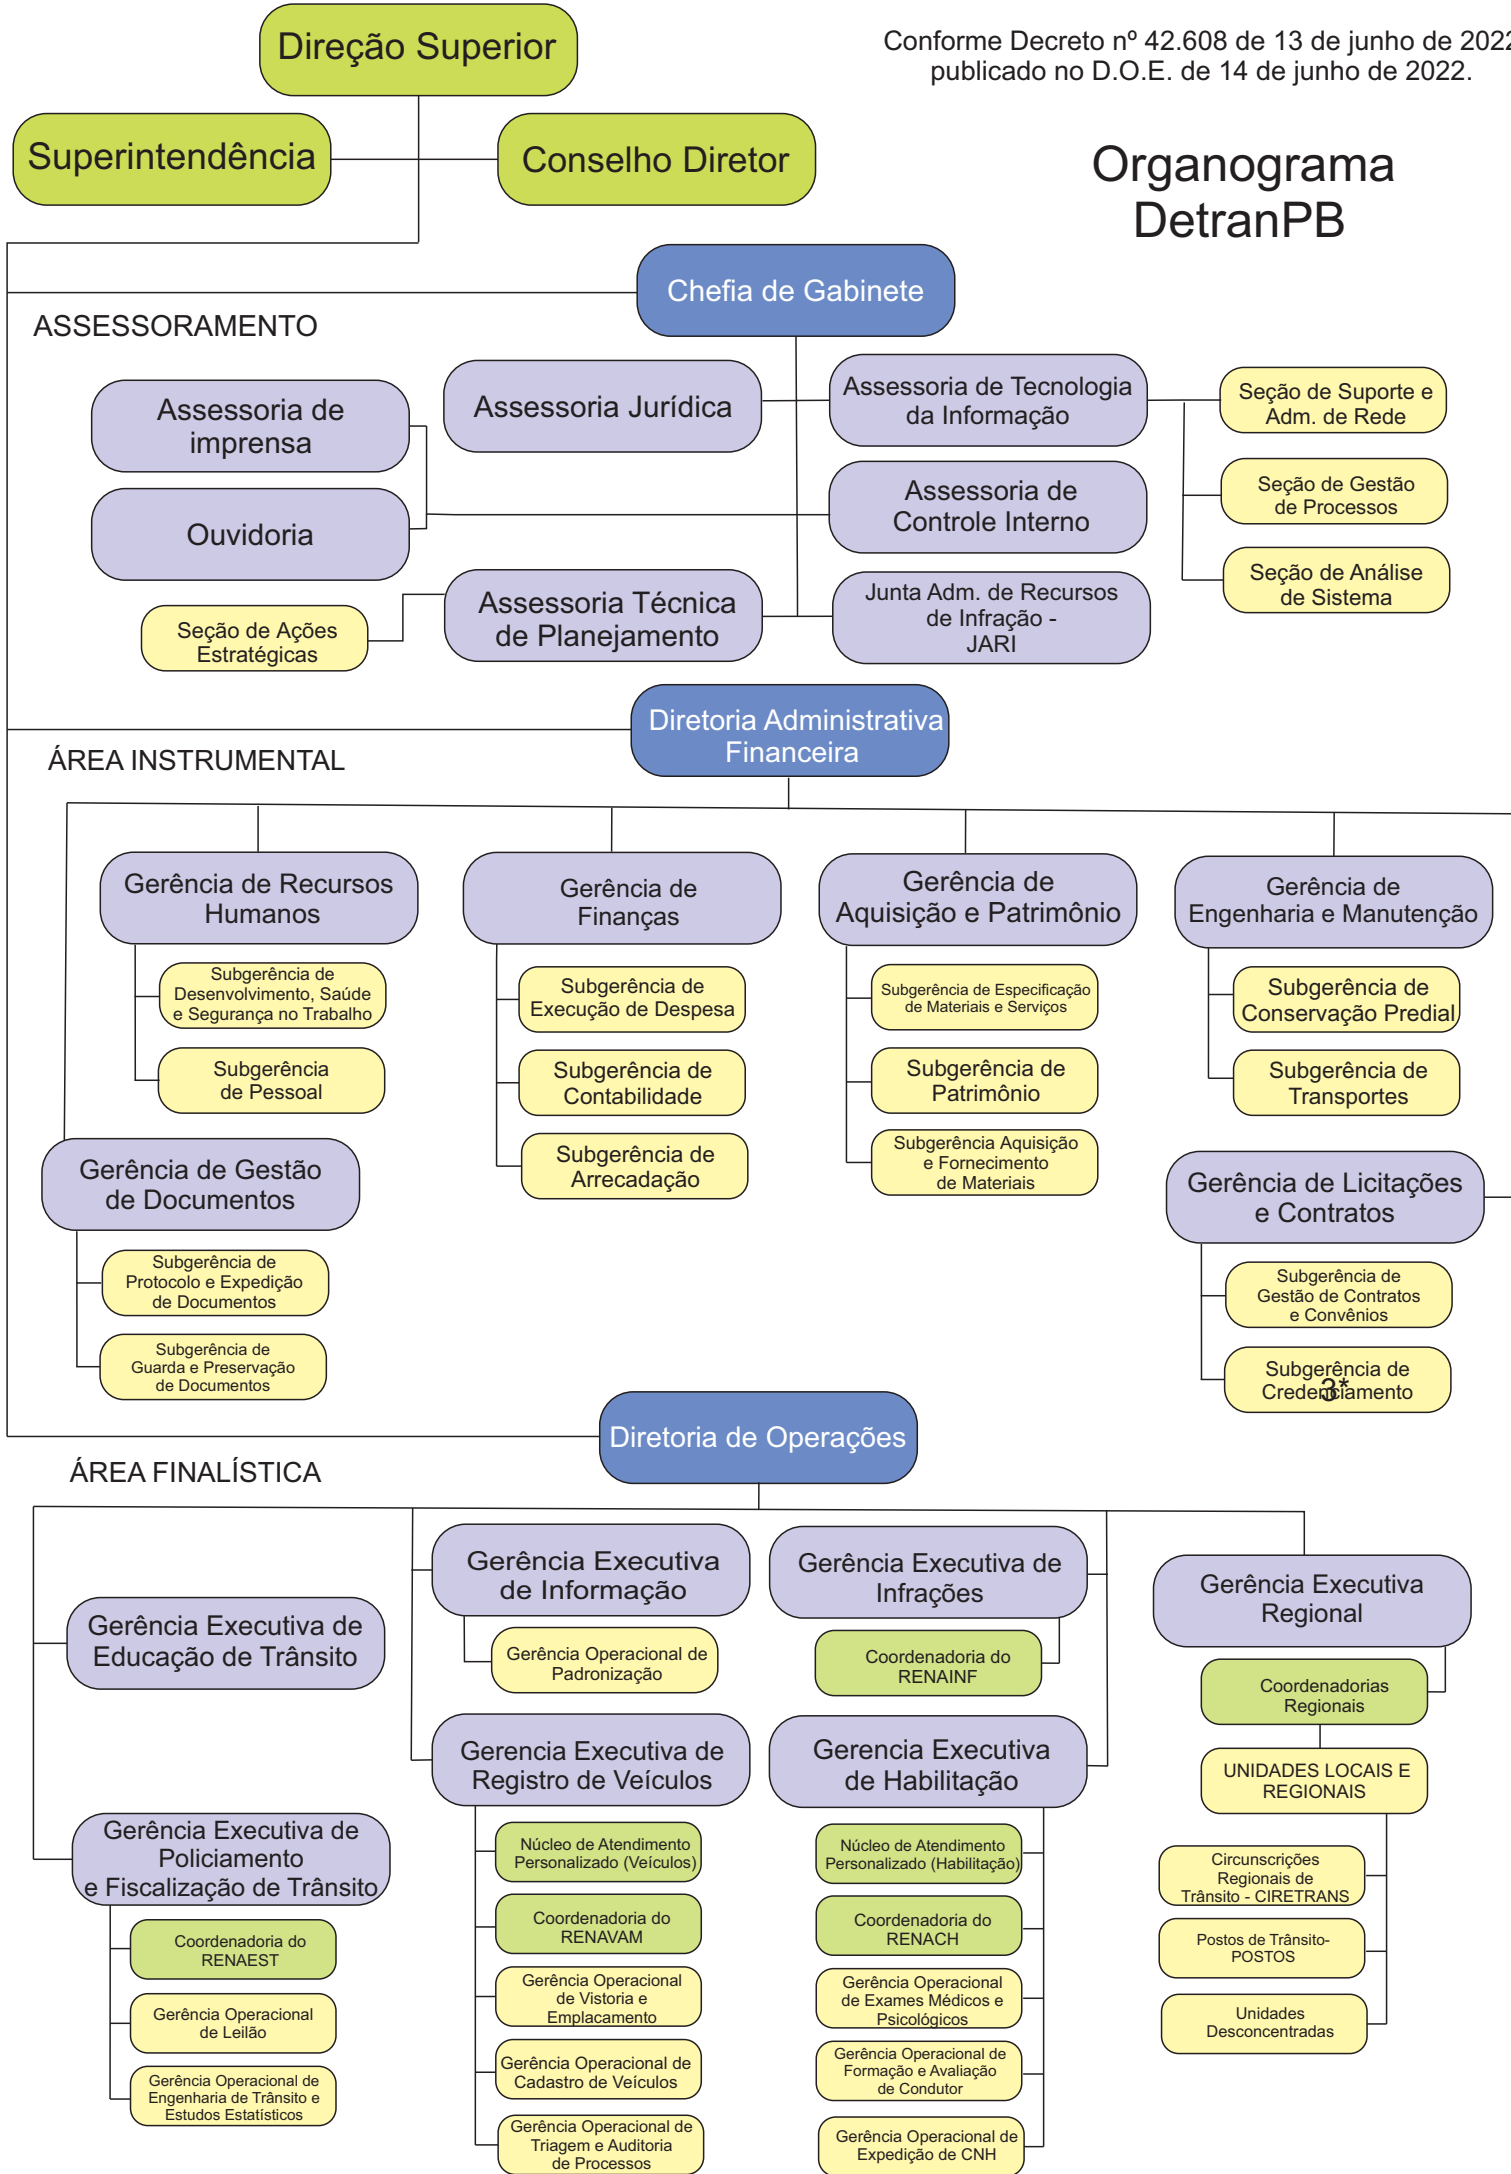 Direção Superior
Conforme Decreto nº 42.608 de 13 de junho de 2022
publicado no D.O.E. de 14 de junho de 2022.
Superintendência
Conselho Diretor
Organograma
DetranPB
Chefia de Gabinete
ASSESSORAMENTO
Assessoria de
imprensa
Assessoria Jurídica
Assessoria de Tecnologia
da Informação
Seção de Suporte e
Adm. de Rede
Seção de Gestão
de Processos
Seção de Análise
de Sistema
Ouvidoria
Assessoria de
Controle Interno
Seção de Ações
Estratégicas
Assessoria Técnica
de Planejamento
Junta Adm. de Recursos
de Infração -
JARI
Diretoria Administrativa
Financeira
ÁREA INSTRUMENTAL
Gerência de Recursos
Humanos
Subgerência de
Desenvolvimento, Saúde
e Segurança no Trabalho
Subgerência
de Pessoal
Gerência de
Finanças
Subgerência de
Execução de Despesa
Subgerência de
Contabilidade
Subgerência de
Arrecadação
Gerência de
Aquisição e Patrimônio
Subgerência de Especificação
de Materiais e Serviços
Subgerência de
Patrimônio
Subgerência Aquisição
e Fornecimento
de Materiais
Gerência de
Engenharia e Manutenção
Subgerência de
Conservação Predial
Subgerência de
Transportes
Gerência de Gestão
de Documentos
Subgerência de
Protocolo e Expedição
de Documentos
Subgerência de
Guarda e Preservação
de Documentos
Gerência de Licitações
e Contratos
Subgerência de
Gestão de Contratos
e Convênios
Subgerência de
Credenciamento
3*
Diretoria de Operações
ÁREA FINALÍSTICA
Gerência Executiva de
Educação de Trânsito
Gerência Executiva de
Policiamento
e Fiscalização de Trânsito
Coordenadoria do
RENAEST
Gerência Operacional
de Leilão
Gerência Operacional de
Engenharia de Trânsito e
Estudos Estatísticos
Gerência Executiva
de Informação
Gerência Operacional de
Padronização
Gerencia Executiva de
Registro de Veículos
Núcleo de Atendimento
Personalizado (Veículos)
Coordenadoria do
RENAVAM
Gerência Operacional
de Vistoria e
Emplacamento
Gerência Operacional de
Cadastro de Veículos
Gerência Operacional de
Triagem e Auditoria
de Processos
Gerência Executiva de
Infrações
Coordenadoria do
RENAINF
Gerencia Executiva
de Habilitação
Núcleo de Atendimento
Personalizado (Habilitação)
Coordenadoria do
RENACH
Gerência Operacional
de Exames Médicos e
Psicológicos
Gerência Operacional de
Formação e Avaliação
de Condutor
Gerência Operacional de
Expedição de CNH
Gerência Executiva
Regional
Coordenadorias
Regionais
UNIDADES LOCAIS E
REGIONAIS
Circunscrições
Regionais de
Trânsito - CIRETRANS
Postos de Trânsito-
POSTOS
Unidades
Desconcentradas